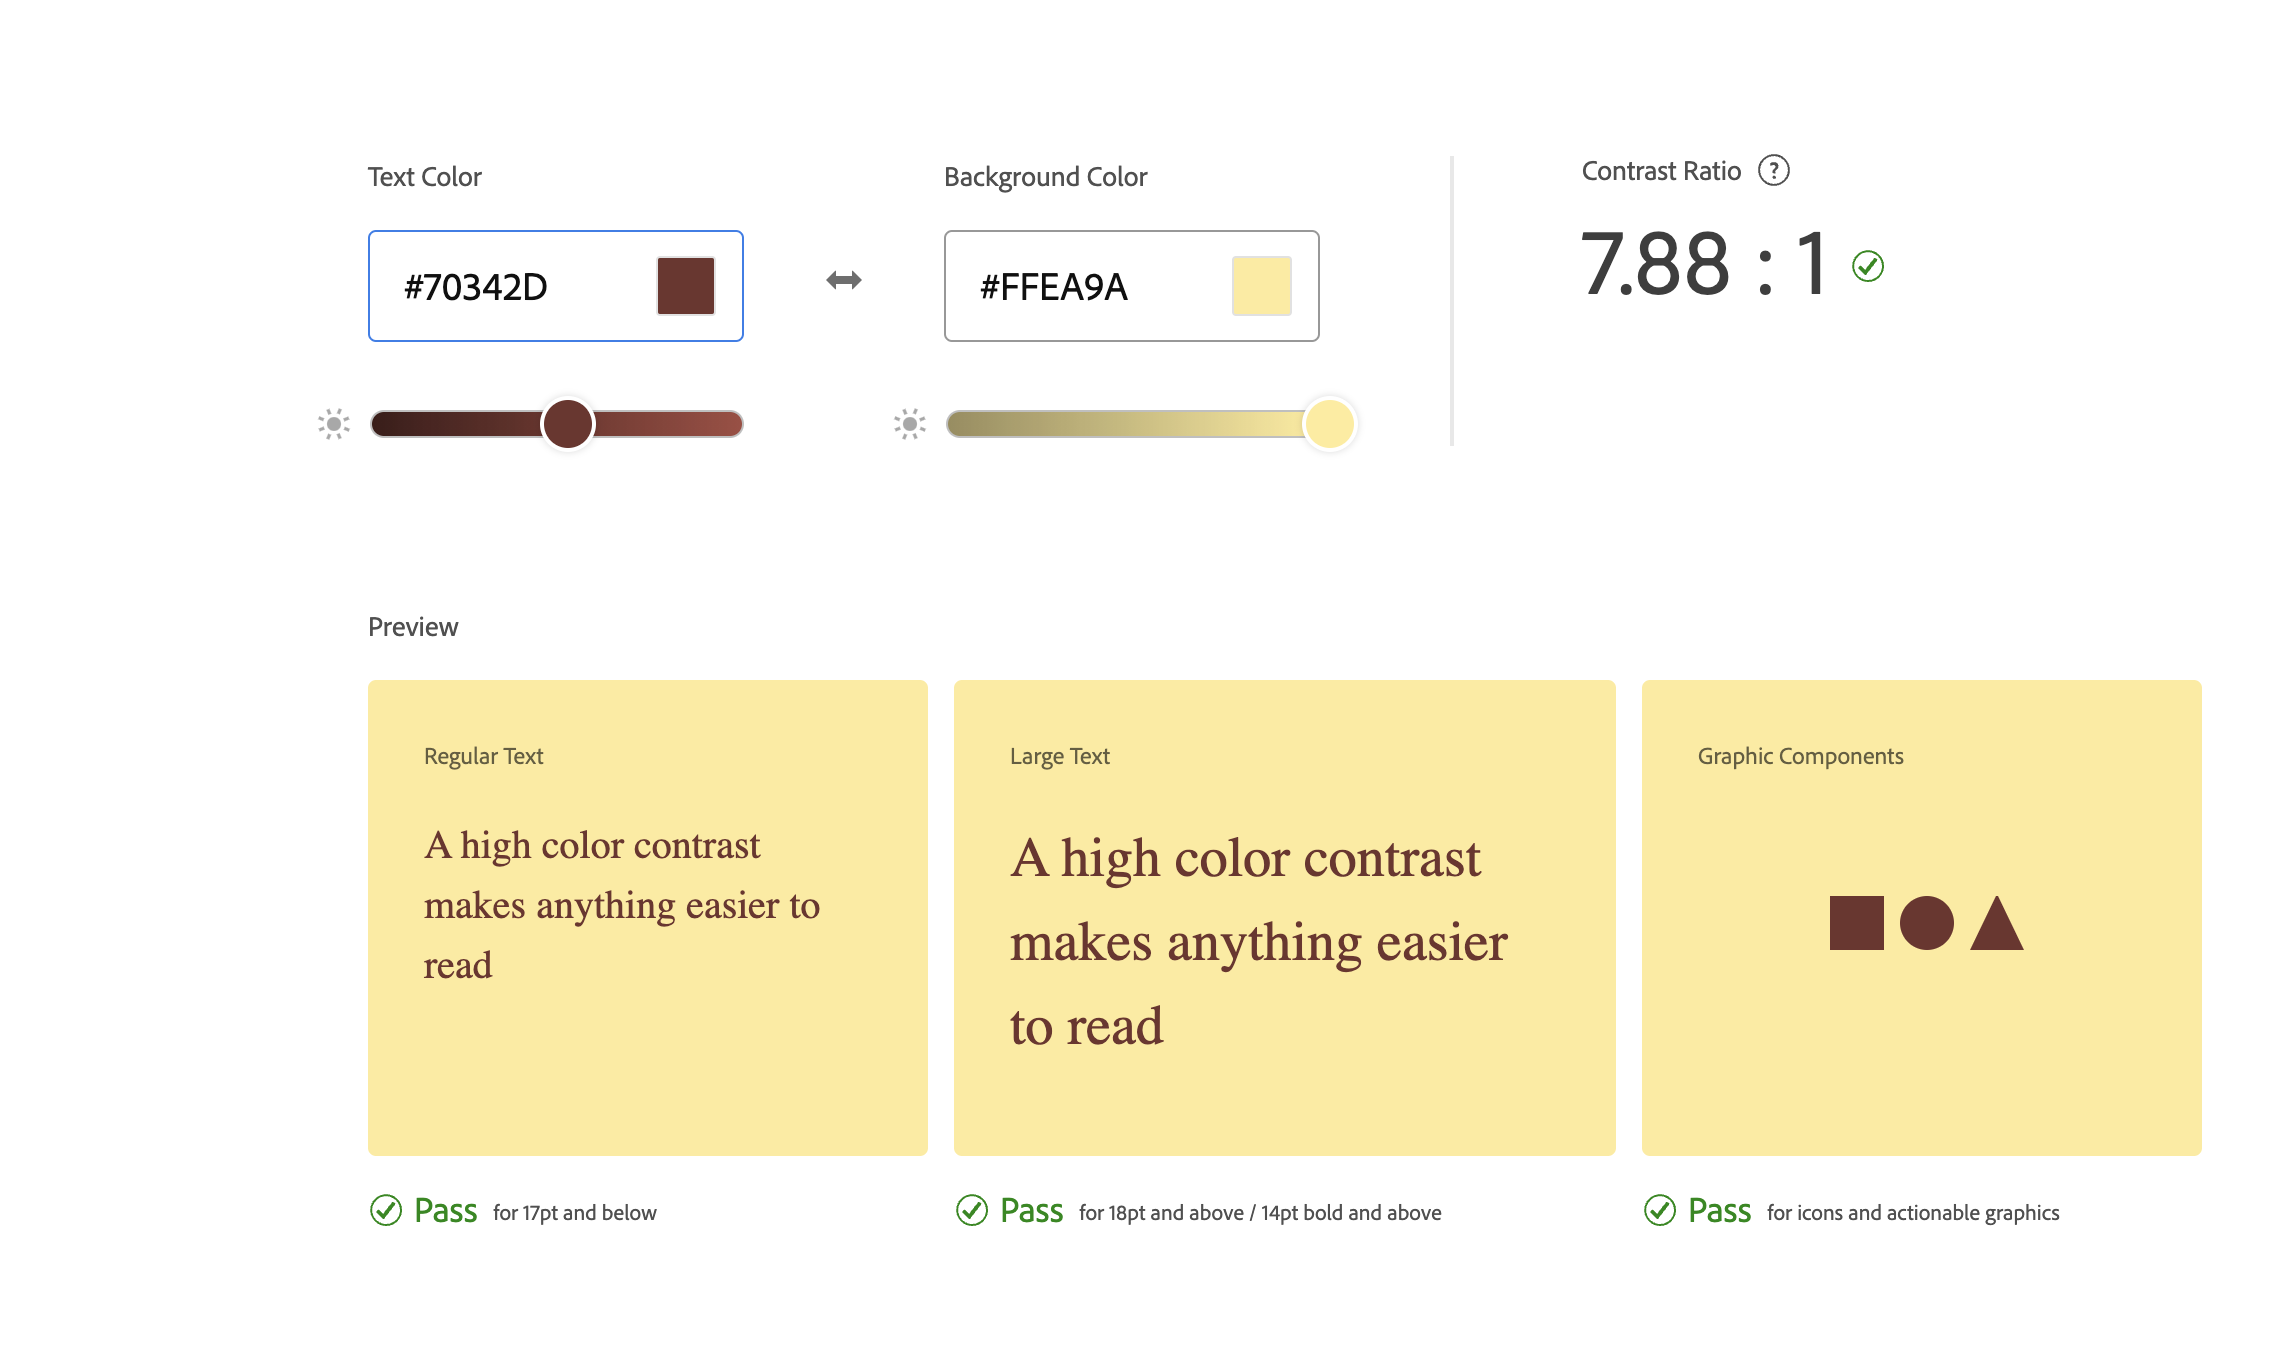 Text Color
#70342D
Background Color
#FFEA9A
Contrast Ratio ?
7.88 : 1
Preview
Regular Text
A high color contrast
makes anything easier to
read
Pass for 17pt and below
Large Text
A high color contrast
makes anything easier
to read
Pass for 18pt and above / 14pt bold and above
Graphic Components
Pass for icons and actionable graphics